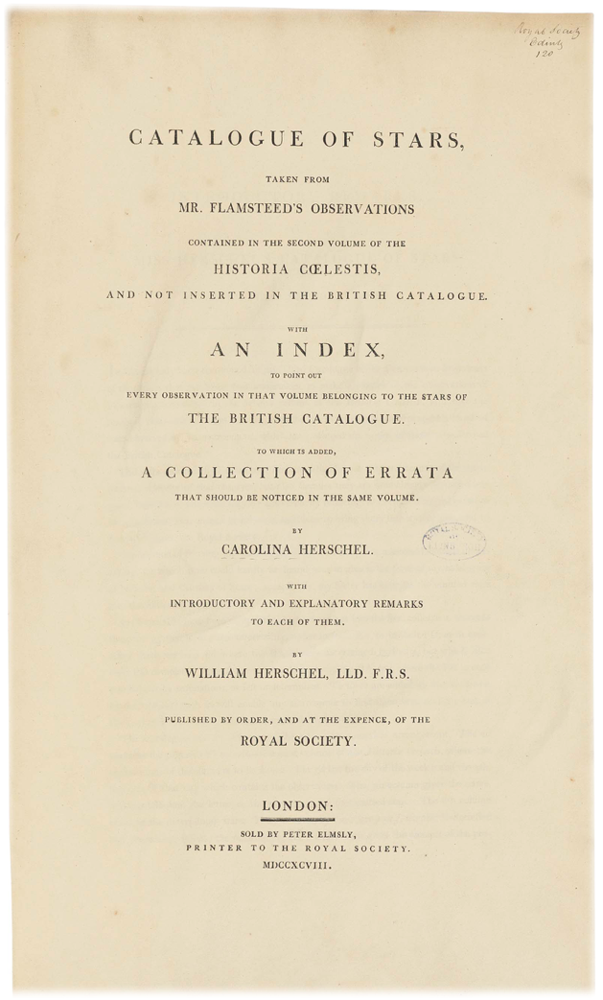 Royal Society
Edinb
120
CATALOGUE OF STARS,
TAKEN FROM
MR. FLAMSTEED'S OBSERVATIONS
CONTAINED IN THE SECOND VOLUME OF THE
HISTORIA CŒLESTIS,
AND NOT INSERTED IN THE BRITISH CATALOGUE.
WITH
AN INDEX,
TO POINT OUT
EVERY OBSERVATION IN THAT VOLUME BELONGING TO THE STARS OF
THE BRITISH CATALOGUE.
TO WHICH IS ADDED,
A COLLECTION OF ERRATA
THAT SHOULD BE NOTICED IN THE SAME VOLUME.
BY
CAROLINA HERSCHEL.
ROYAL SOCIETY
WITH
INTRODUCTORY AND EXPLANATORY REMARKS
TO EACH OF THEM.
BY
WILLIAM HERSCHEL, LLD. F.R.S.
PUBLISHED BY ORDER, AND AT THE EXPENCE, OF THE
ROYAL SOCIETY.
LONDON:
SOLD BY PETER ELMSLY,
PRINTER TO THE ROYAL SOCIETY.
MDCCXCVIII.